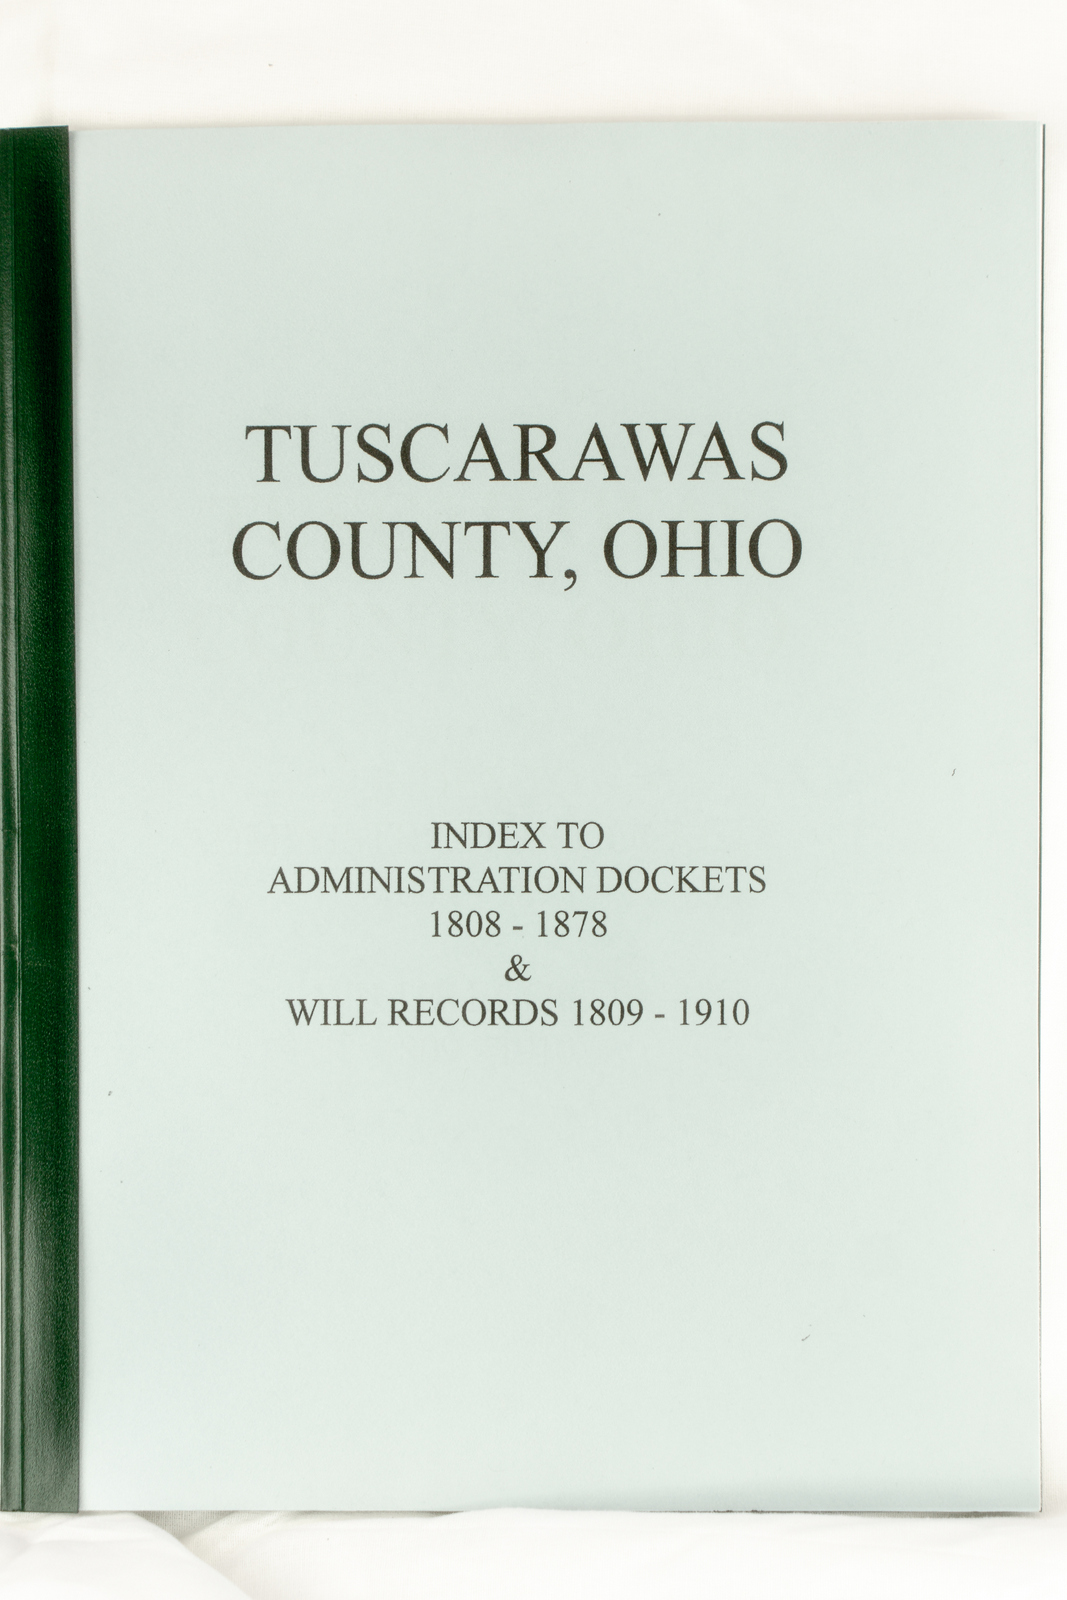 TUSCARAWAS
COUNTY, OHIO
INDEX TO
ADMINISTRATION DOCKETS
1808 - 1878
&
WILL RECORDS 1809 - 1910